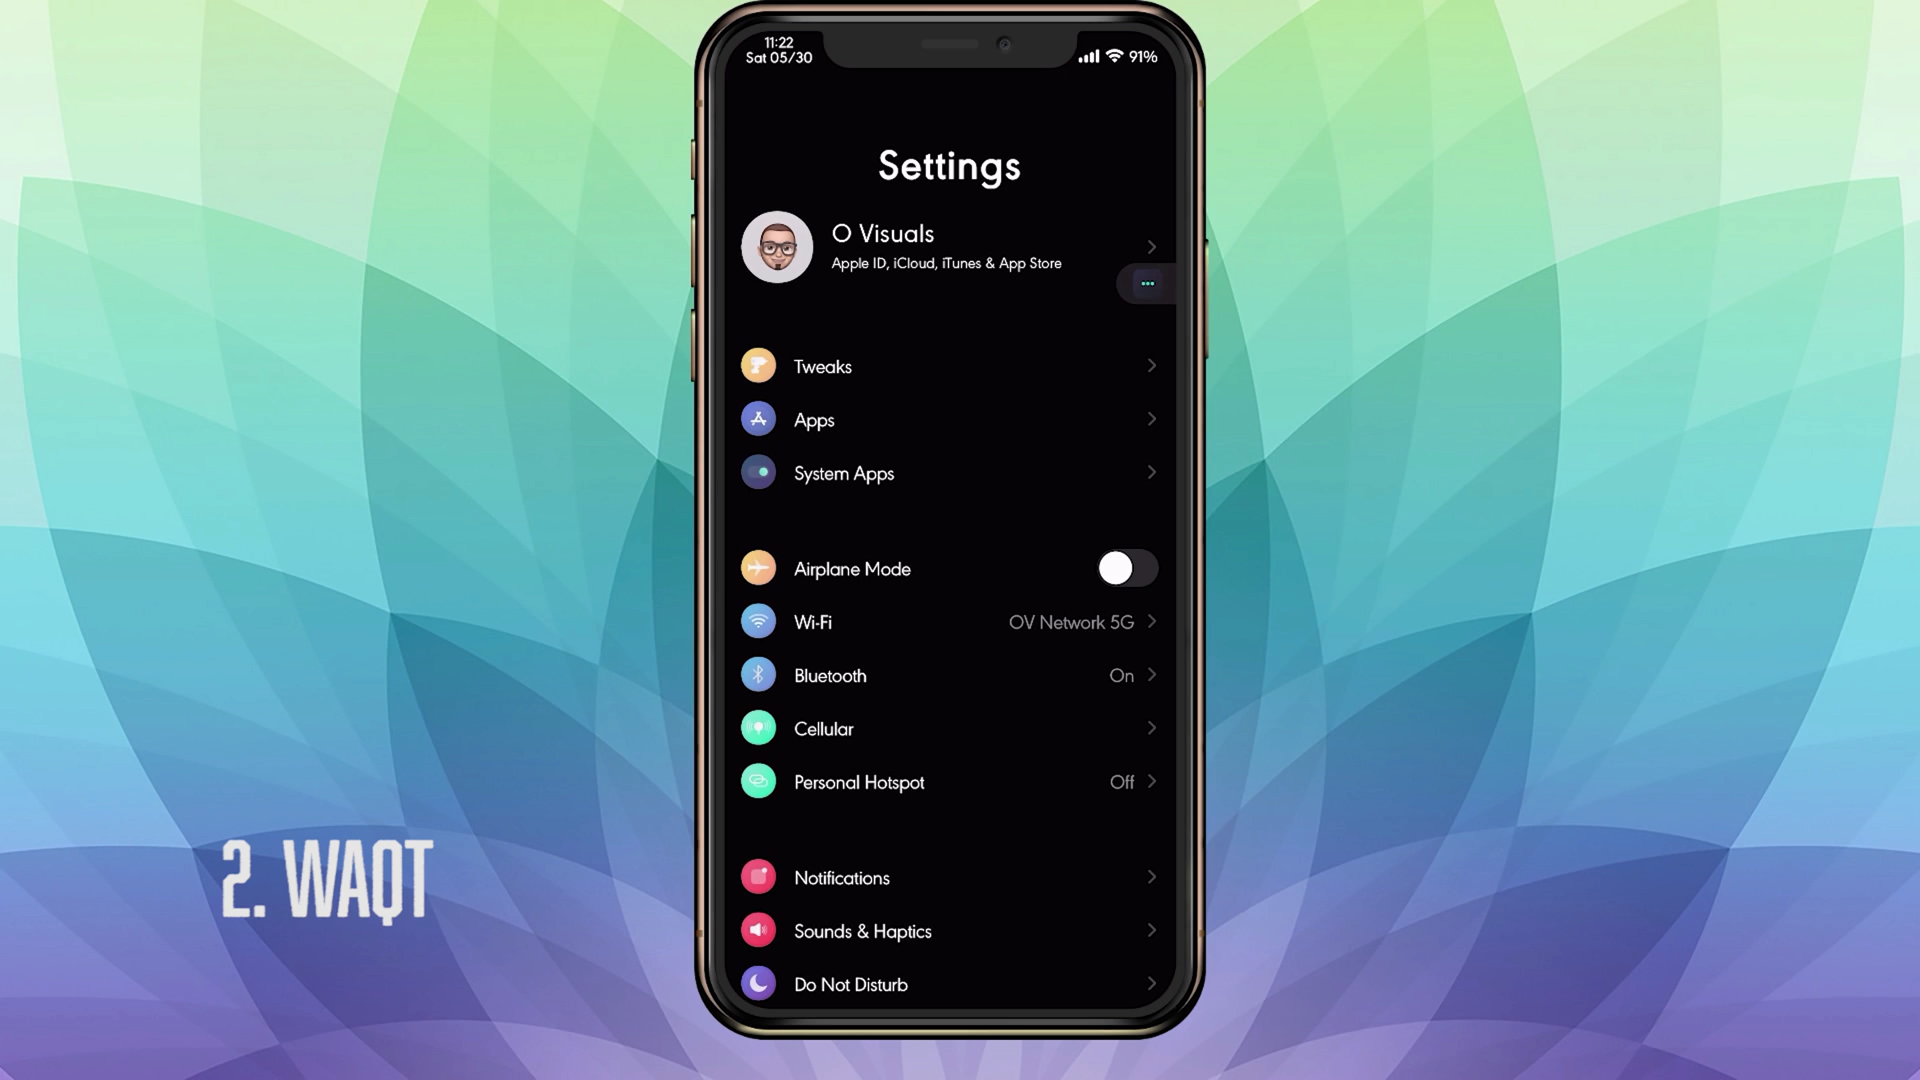 11:22
Sat 05/30
91%
Settings
O Visuals
Apple ID, iCloud, iTunes & App Store
Tweaks
Apps
System Apps
Airplane Mode
Wi-Fi
OV Network 5G
Bluetooth
On
Cellular
Personal Hotspot
Off
Notifications
Sounds & Haptics
Do Not Disturb
2. WAQT